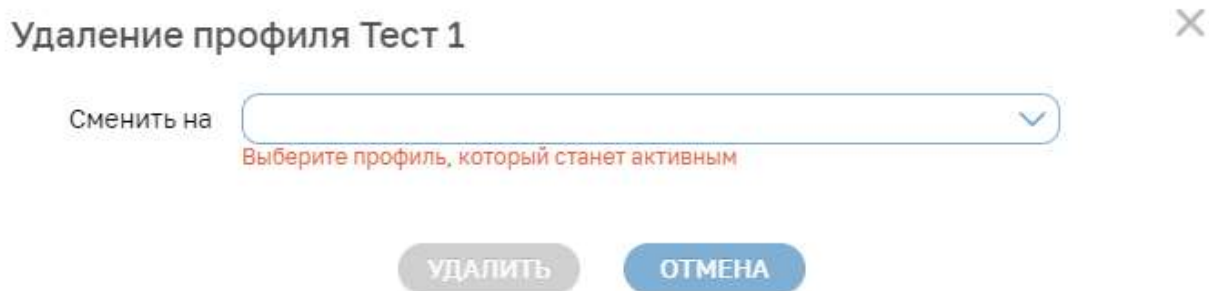 Удаление профиля Тест 1
Сменить на
Выберите профиль, который станет активным
УДАЛИТЬ ОТМЕНА